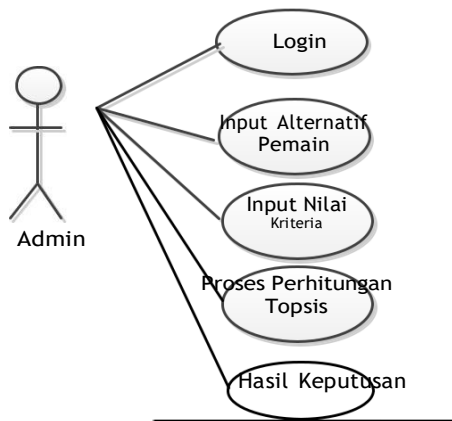 Login
Input Alternatif
Pemain
Input Nilai
Kriteria
Admin
Proses Perhitungan
Topsis
Hasil Keputusan